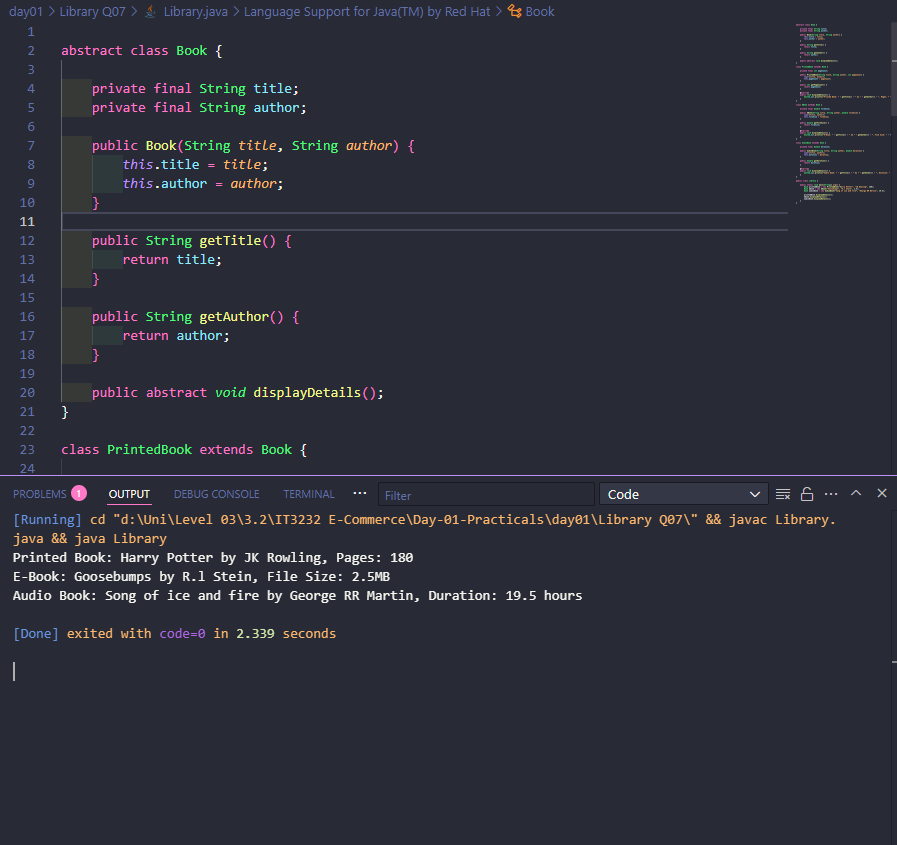 day01 > Library Q07 > Library.java > Language Support for Java(TM) by Red Hat > Book
1
2 abstract class Book {
3
4     private final String title;
5     private final String author;
6
7     public Book(String title, String author) {
8         this.title = title;
9         this.author = author;
10     }
11
12     public String getTitle() {
13         return title;
14     }
15
16     public String getAuthor() {
17         return author;
18     }
19
20     public abstract void displayDetails();
21 }
22
23 class PrintedBook extends Book {
24
PROBLEMS 1 OUTPUT DEBUG CONSOLE TERMINAL ··· Filter Code
[Running] cd "d:\Uni\Level 03\3.2\IT3232 E-Commerce\Day-01-Practicals\day01\Library Q07\" && javac Library.
java && java Library
Printed Book: Harry Potter by JK Rowling, Pages: 180
E-Book: Goosebumps by R.l Stein, File Size: 2.5MB
Audio Book: Song of ice and fire by George RR Martin, Duration: 19.5 hours
[Done] exited with code=0 in 2.339 seconds